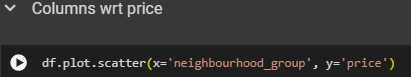 Columns wrt price
df.plot.scatter(x='neighbourhood_group', y='price')